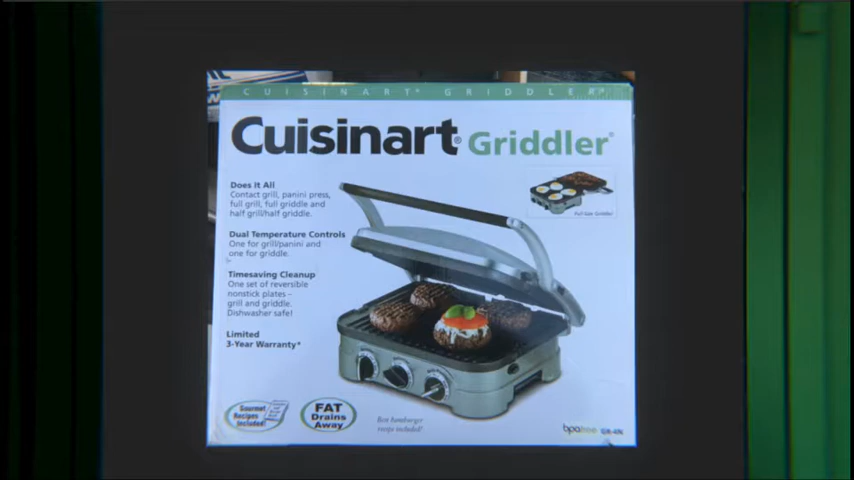 CUISINART® GRIDDLER®
Cuisinart® Griddler®
Does It All
Contact grill, panini press,
full grill, full griddle and
half grill/half griddle.
Full-Size Griddle
Dual Temperature Controls
One for grill/panini and
one for griddle.
Timesaving Cleanup
One set of reversible
nonstick plates –
grill and griddle.
Dishwasher safe!
Limited
3-Year Warranty*
Gourmet
Recipes
Included!
FAT
Drains
Away
Best hamburger
recipe included!
bpafree GR-4N